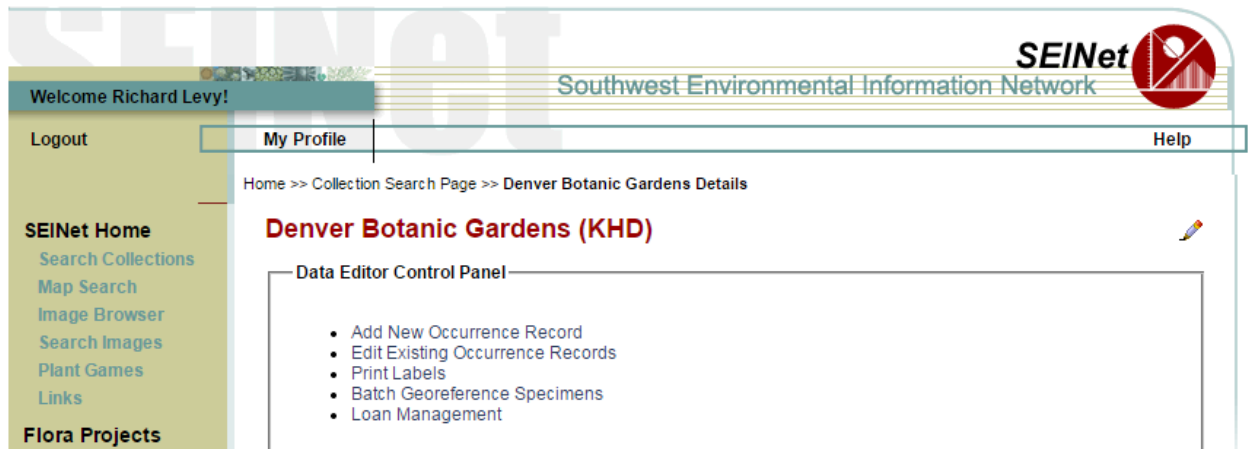 SEINet
SEINet
Southwest Environmental Information Network
Welcome Richard Levy!
Logout
My Profile
Help
Home >> Collection Search Page >> Denver Botanic Gardens Details
SEINet Home
Search Collections
Map Search
Image Browser
Search Images
Plant Games
Links
Flora Projects
Denver Botanic Gardens (KHD)
Data Editor Control Panel
• Add New Occurrence Record
• Edit Existing Occurrence Records
• Print Labels
• Batch Georeference Specimens
• Loan Management